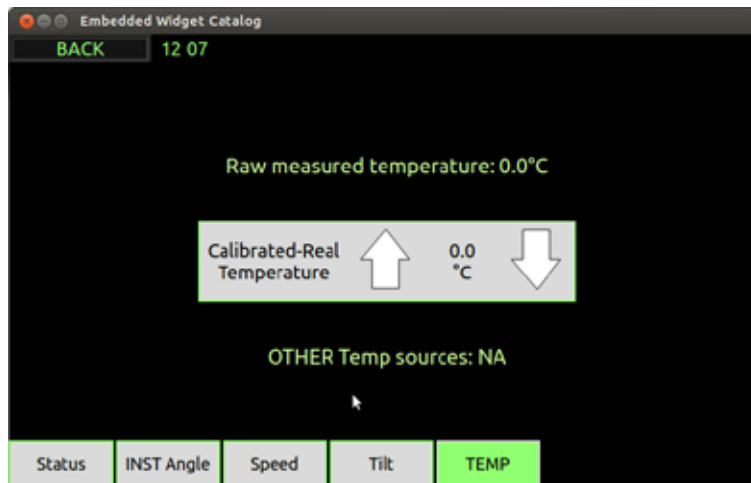 Embedded Widget Catalog
BACK 12 07
Raw measured temperature: 0.0°C
Calibrated-Real
Temperature
0.0
°C
OTHER Temp sources: NA
Status INST Angle Speed Tilt TEMP